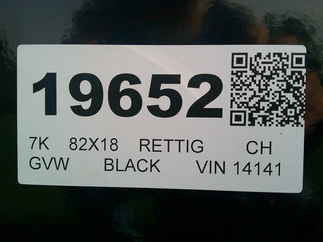 19652
7K 82X18 RETTIG CH
GVW BLACK VIN 14141